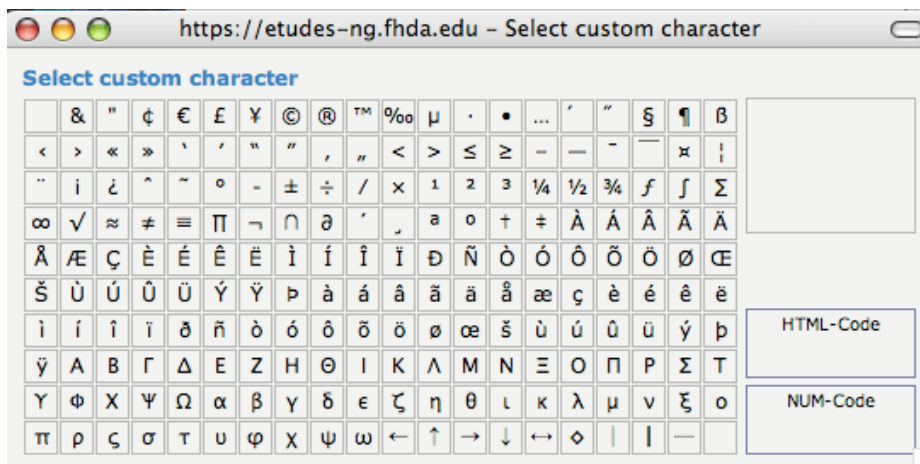 https://etudes-ng.fhda.edu – Select custom character
Select custom character
& " ¢ € £ ¥ © ® ™ ‰ µ · • … ′ ″ § ¶ ß
‹ › « » ‘ ’ “ ” ‚ „ < > ≤ ≥ – — ¯ ‾ ¤ ¦
¨ ¡ ¿ ˆ ˜ ° - ± ÷ ⁄ × ¹ ² ³ ¼ ½ ¾ ƒ ∫ ∑
∞ √ ≈ ≠ ≡ ∏ ¬ ∩ ∂ ´ ¸ ª º † ‡ À Á Â Ã Ä
Å Æ Ç È É Ê Ë Ì Í Î Ï Ð Ñ Ò Ó Ô Õ Ö Ø Œ
Š Ù Ú Û Ü Ý Ÿ Þ à á â ã ä å æ ç è é ê ë
ì í î ï ð ñ ò ó ô õ ö ø œ š ù ú û ü ý þ
ÿ Α Β Γ Δ Ε Ζ Η Θ Ι Κ Λ Μ Ν Ξ Ο Π Ρ Σ Τ
Υ Φ Χ Ψ Ω α β γ δ ε ζ η θ ι κ λ μ ν ξ ο
π ρ ς σ τ υ φ χ ψ ω ← ↑ → ↓ ↔ ◊
HTML-Code
NUM-Code